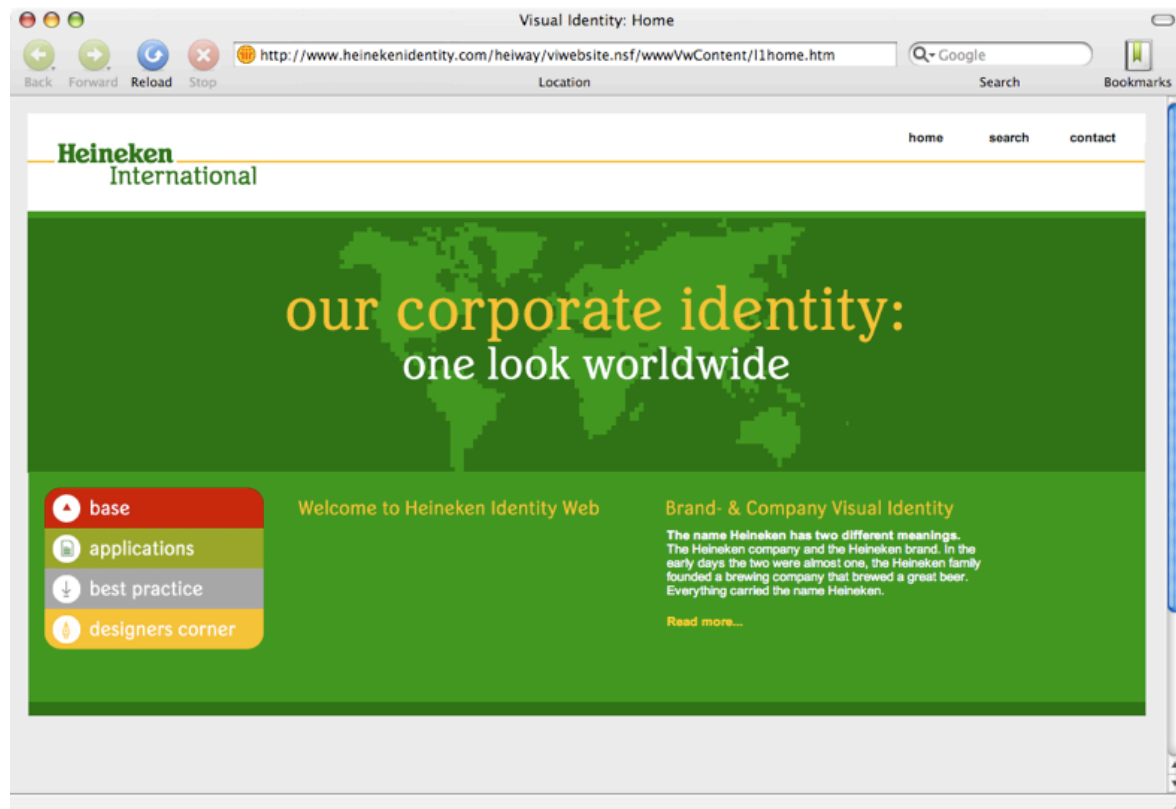 Visual Identity: Home
http://www.heinekenidentity.com/heiway/viwebsite.nsf/wwwVwContent/l1home.htm
Google
Back Forward Reload Stop Location Search Bookmarks
home search contact
Heineken
International
our corporate identity:
one look worldwide
base
applications
best practice
designers corner
Welcome to Heineken Identity Web
Brand- & Company Visual Identity
The name Heineken has two different meanings.
The Heineken company and the Heineken brand. In the
early days the two were almost one, the Heineken family
founded a brewing company that brewed a great beer.
Everything carried the name Heineken.
Read more...